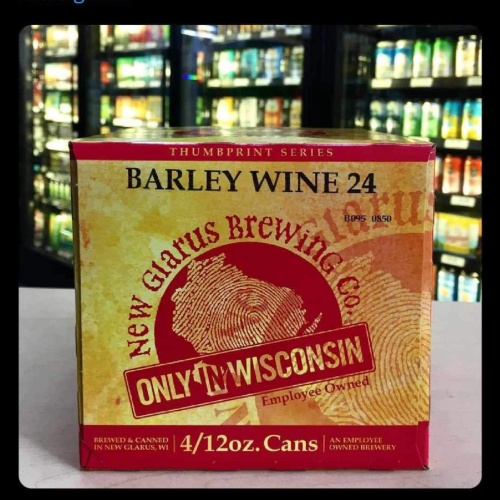 THUMBPRINT SERIES
BARLEY WINE 24
B095 0850
New Glarus Brewing Co.
ONLY IN WISCONSIN
Employee Owned
BREWED & CANNED
IN NEW GLARUS, WI
4/12oz. Cans
AN EMPLOYEE
OWNED BREWERY